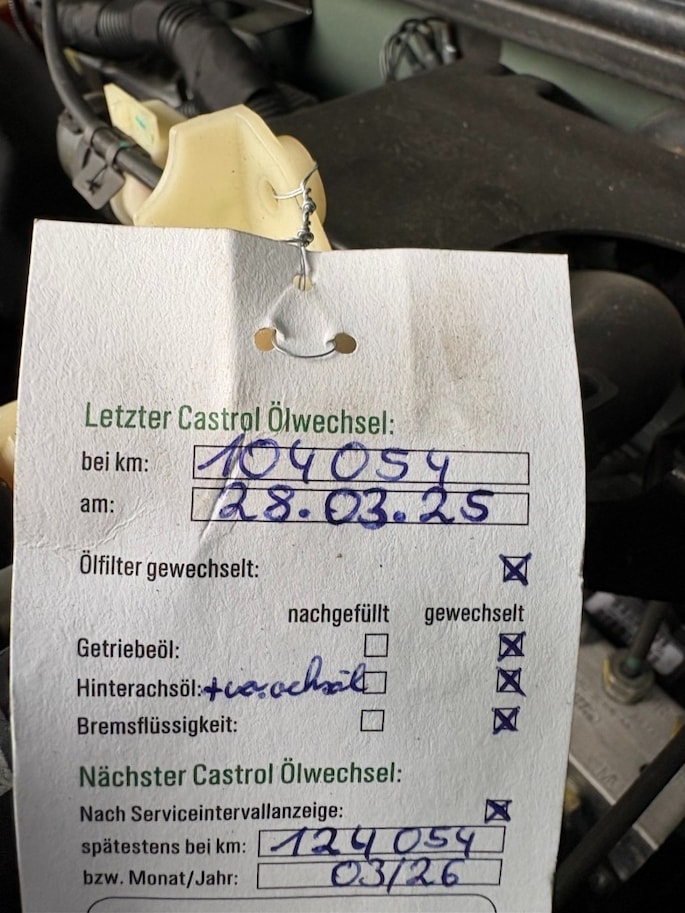 Letzter Castrol Ölwechsel:
bei km: 104054
am: 28.03.25
Ölfilter gewechselt:
nachgefüllt gewechselt
Getriebeöl:
Hinterachsöl:
Bremsflüssigkeit:
Nächster Castrol Ölwechsel:
Nach Serviceintervallanzeige:
spätestens bei km: 124054
bzw. Monat/Jahr: 03/26